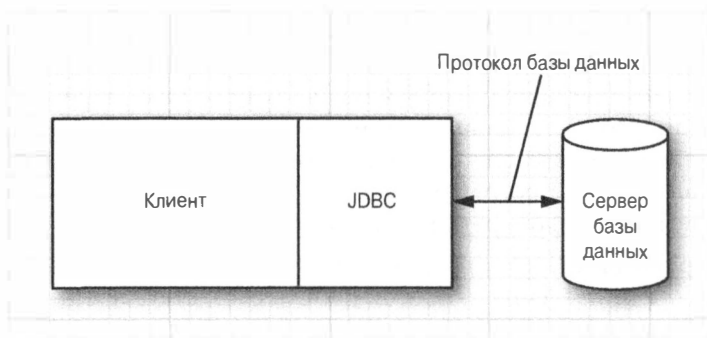 Протокол базы данных
Клиент
JDBC
Сервер
базы
данных